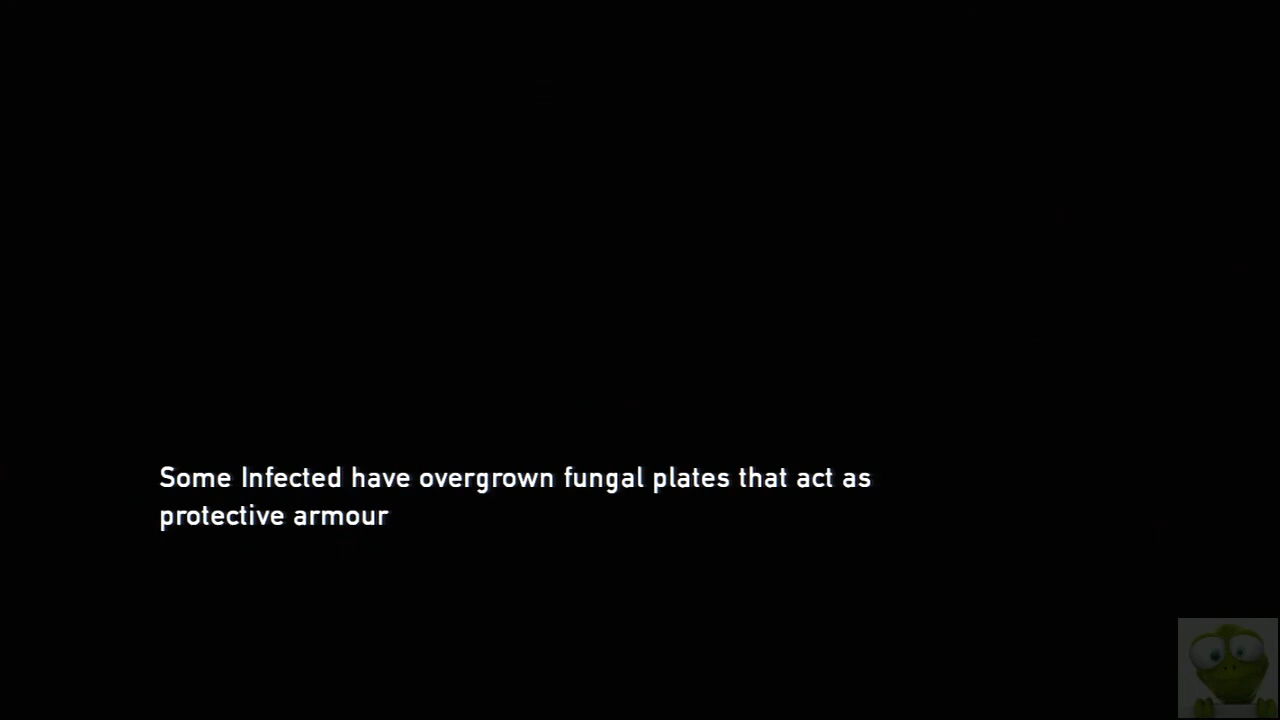 Some Infected have overgrown fungal plates that act as
protective armour